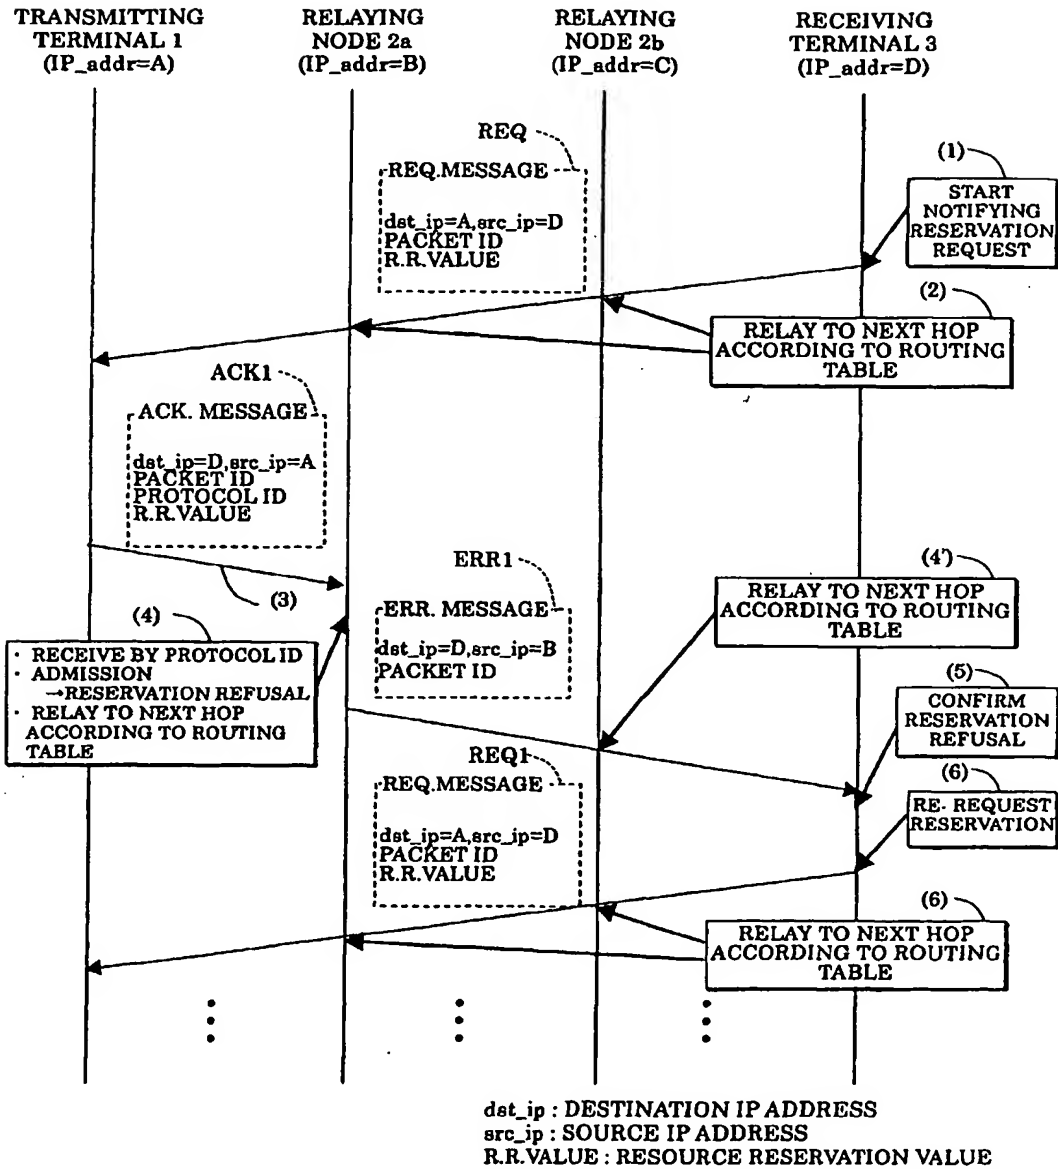 TRANSMITTING
TERMINAL 1
(IP_addr=A)
RELAYING
NODE 2a
(IP_addr=B)
RELAYING
NODE 2b
(IP_addr=C)
RECEIVING
TERMINAL 3
(IP_addr=D)
REQ
REQ.MESSAGE
dst_ip=A,src_ip=D
PACKET ID
R.R.VALUE
(1)
START
NOTIFYING
RESERVATION
REQUEST
(2)
RELAY TO NEXT HOP
ACCORDING TO ROUTING
TABLE
ACK1
ACK. MESSAGE
dst_ip=D,src_ip=A
PACKET ID
PROTOCOL ID
R.R.VALUE
(3)
(4)
· RECEIVE BY PROTOCOL ID
· ADMISSION
→RESERVATION REFUSAL
· RELAY TO NEXT HOP
ACCORDING TO ROUTING
TABLE
ERR1
ERR. MESSAGE
dst_ip=D,src_ip=B
PACKET ID
(4')
RELAY TO NEXT HOP
ACCORDING TO ROUTING
TABLE
(5)
CONFIRM
RESERVATION
REFUSAL
REQ1
REQ.MESSAGE
dst_ip=A,src_ip=D
PACKET ID
R.R.VALUE
(6)
RE- REQUEST
RESERVATION
(6)
RELAY TO NEXT HOP
ACCORDING TO ROUTING
TABLE
dst_ip : DESTINATION IP ADDRESS
src_ip : SOURCE IP ADDRESS
R.R.VALUE : RESOURCE RESERVATION VALUE